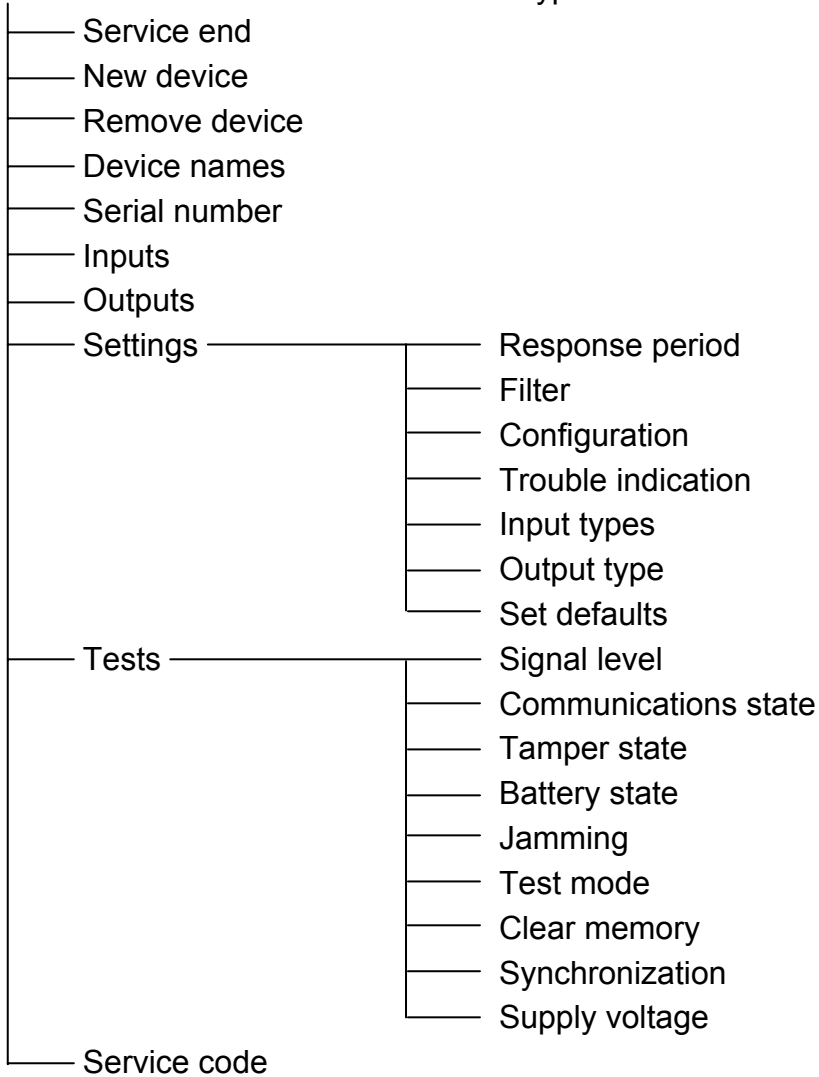 Service end
New device
Remove device
Device names
Serial number
Inputs
Outputs
Settings
Response period
Filter
Configuration
Trouble indication
Input types
Output type
Set defaults
Tests
Signal level
Communications state
Tamper state
Battery state
Jamming
Test mode
Clear memory
Synchronization
Supply voltage
Service code